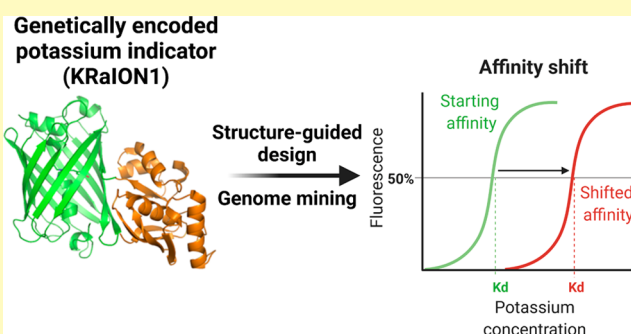 Genetically encoded
potassium indicator
(KRaION1)
Structure-guided
design
Genome mining
Affinity shift
Starting
affinity
Fluorescence
50%
Shifted
affinity
Kd
Kd
Potassium
concentration